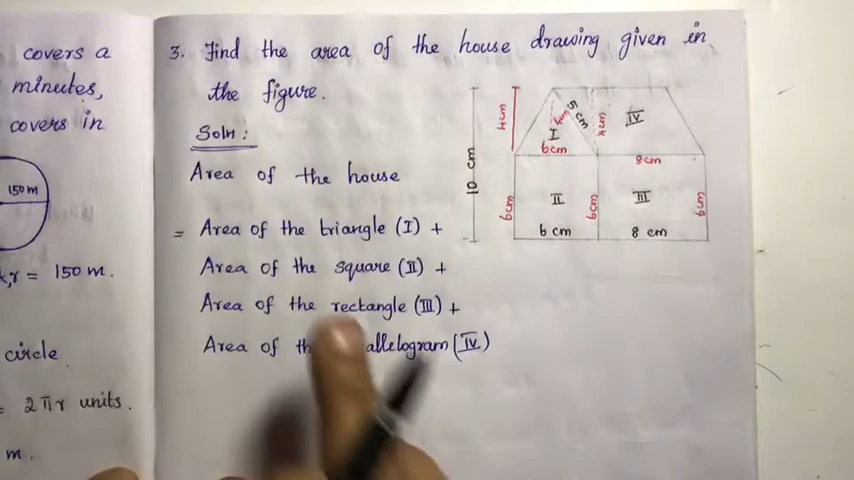 covers a
minutes,
covers in
150 m
r = 150 m.
circle
= 2πr units.
m.
3. Find the area of the house drawing given in
the figure.
Soln :
Area of the house
= Area of the triangle (I) +
Area of the square (II) +
Area of the rectangle (III) +
Area of (IV)
10 cm
4cm
I
4cm
5 cm
4cm
IV
6cm
8cm
6cm
II
6cm
III
6cm
6 cm
8 cm